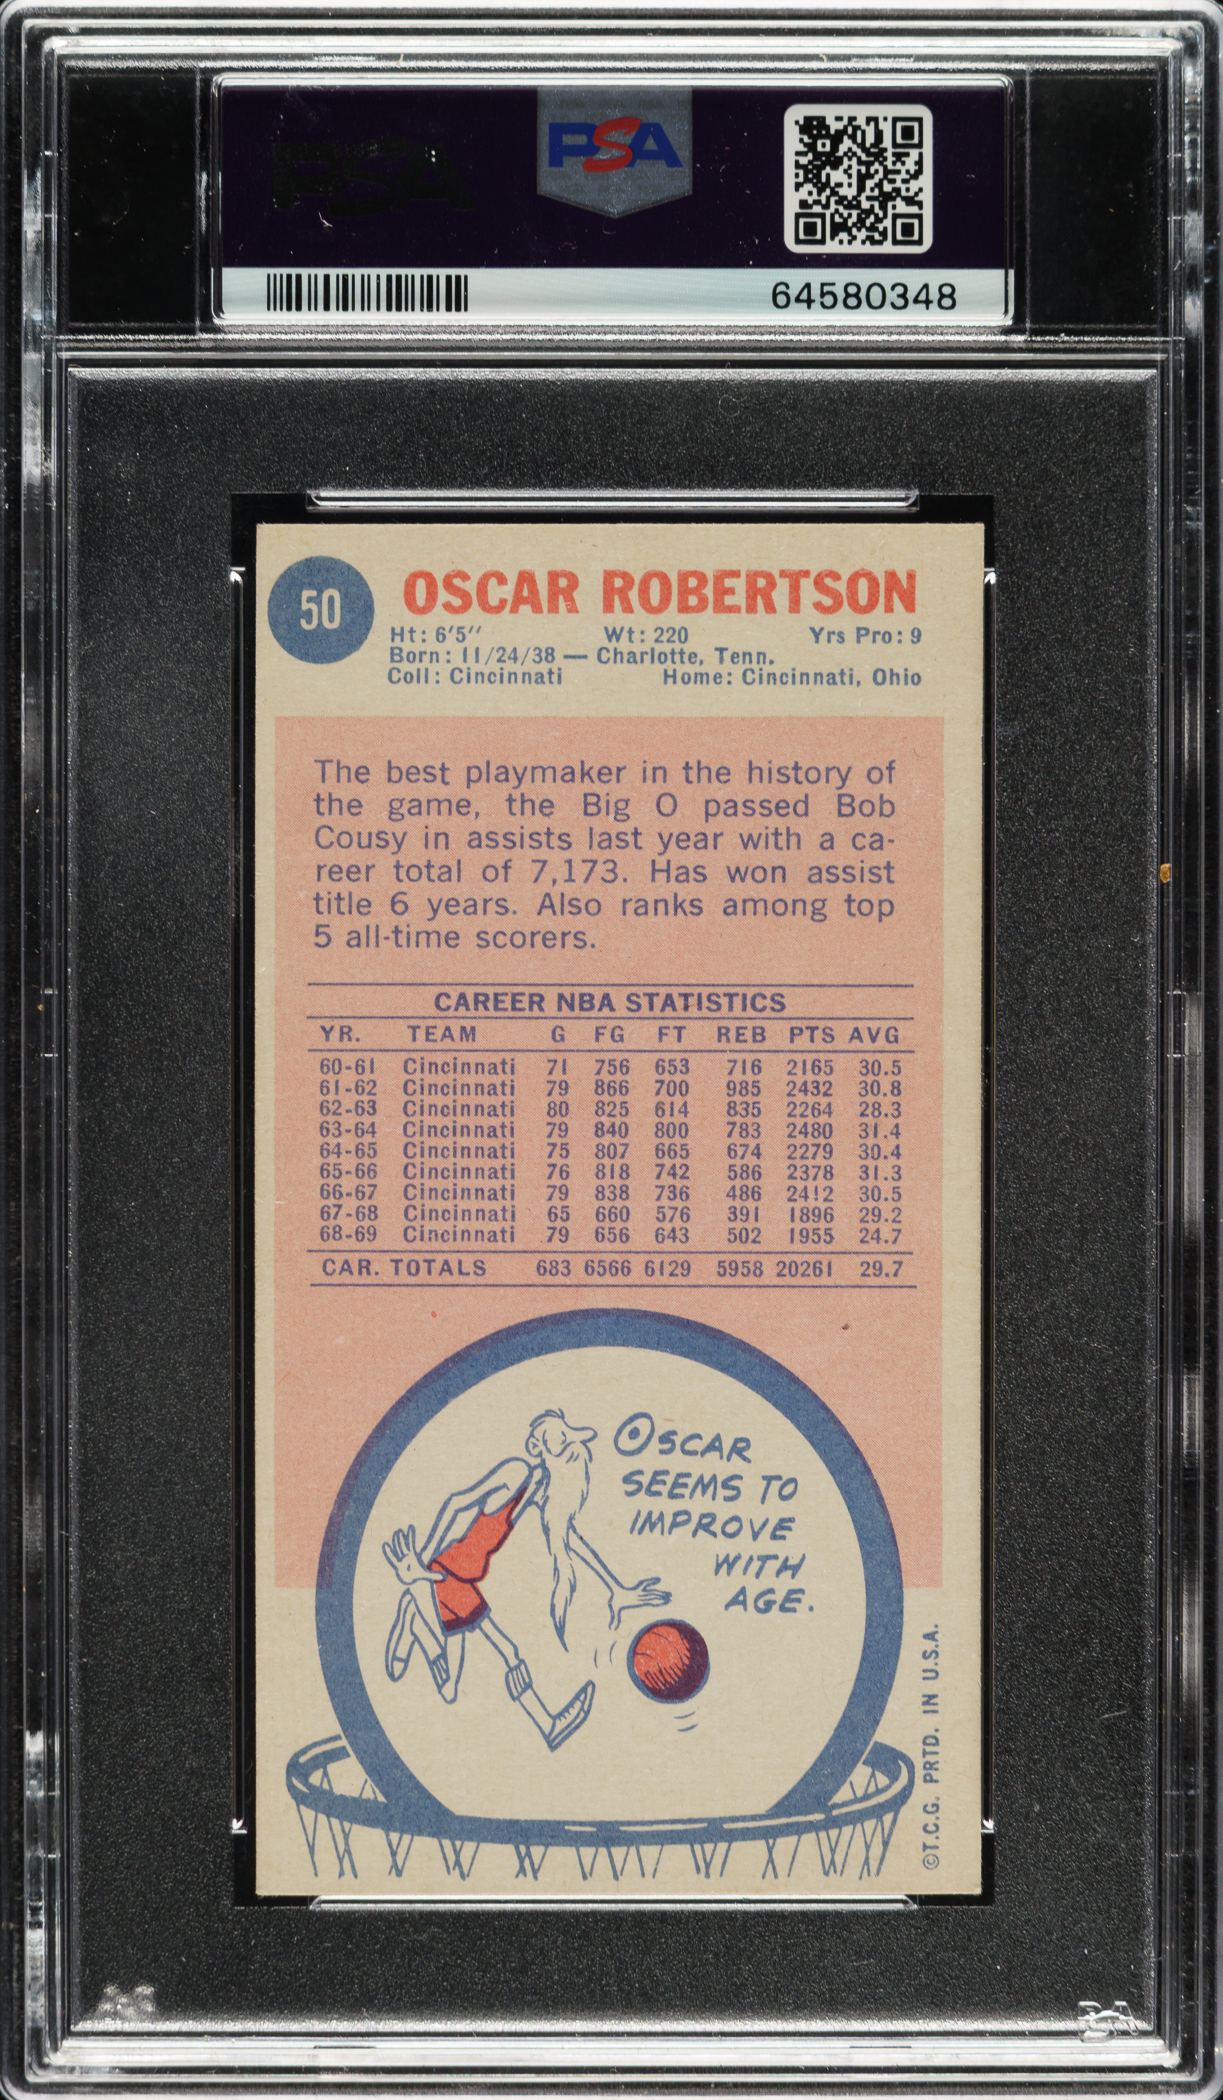 PSA
PSA
64580348
50
OSCAR ROBERTSON
Ht: 6'5" Wt: 220 Yrs Pro: 9
Born: 11/24/38 — Charlotte, Tenn.
Coll: Cincinnati Home: Cincinnati, Ohio
The best playmaker in the history of
the game, the Big O passed Bob
Cousy in assists last year with a ca-
reer total of 7,173. Has won assist
title 6 years. Also ranks among top
5 all-time scorers.
CAREER NBA STATISTICS
YR. TEAM G FG FT REB PTS AVG
60-61 Cincinnati 71 756 653 716 2165 30.5
61-62 Cincinnati 79 866 700 985 2432 30.8
62-63 Cincinnati 80 825 614 835 2264 28.3
63-64 Cincinnati 79 840 800 783 2480 31.4
64-65 Cincinnati 75 807 665 674 2279 30.4
65-66 Cincinnati 76 818 742 586 2378 31.3
66-67 Cincinnati 79 838 736 486 2412 30.5
67-68 Cincinnati 65 660 576 391 1896 29.2
68-69 Cincinnati 79 656 643 502 1955 24.7
CAR. TOTALS 683 6566 6129 5958 20261 29.7
OSCAR
SEEMS TO
IMPROVE
WITH
AGE.
©T.C.G. PRTD. IN U.S.A.
PSA